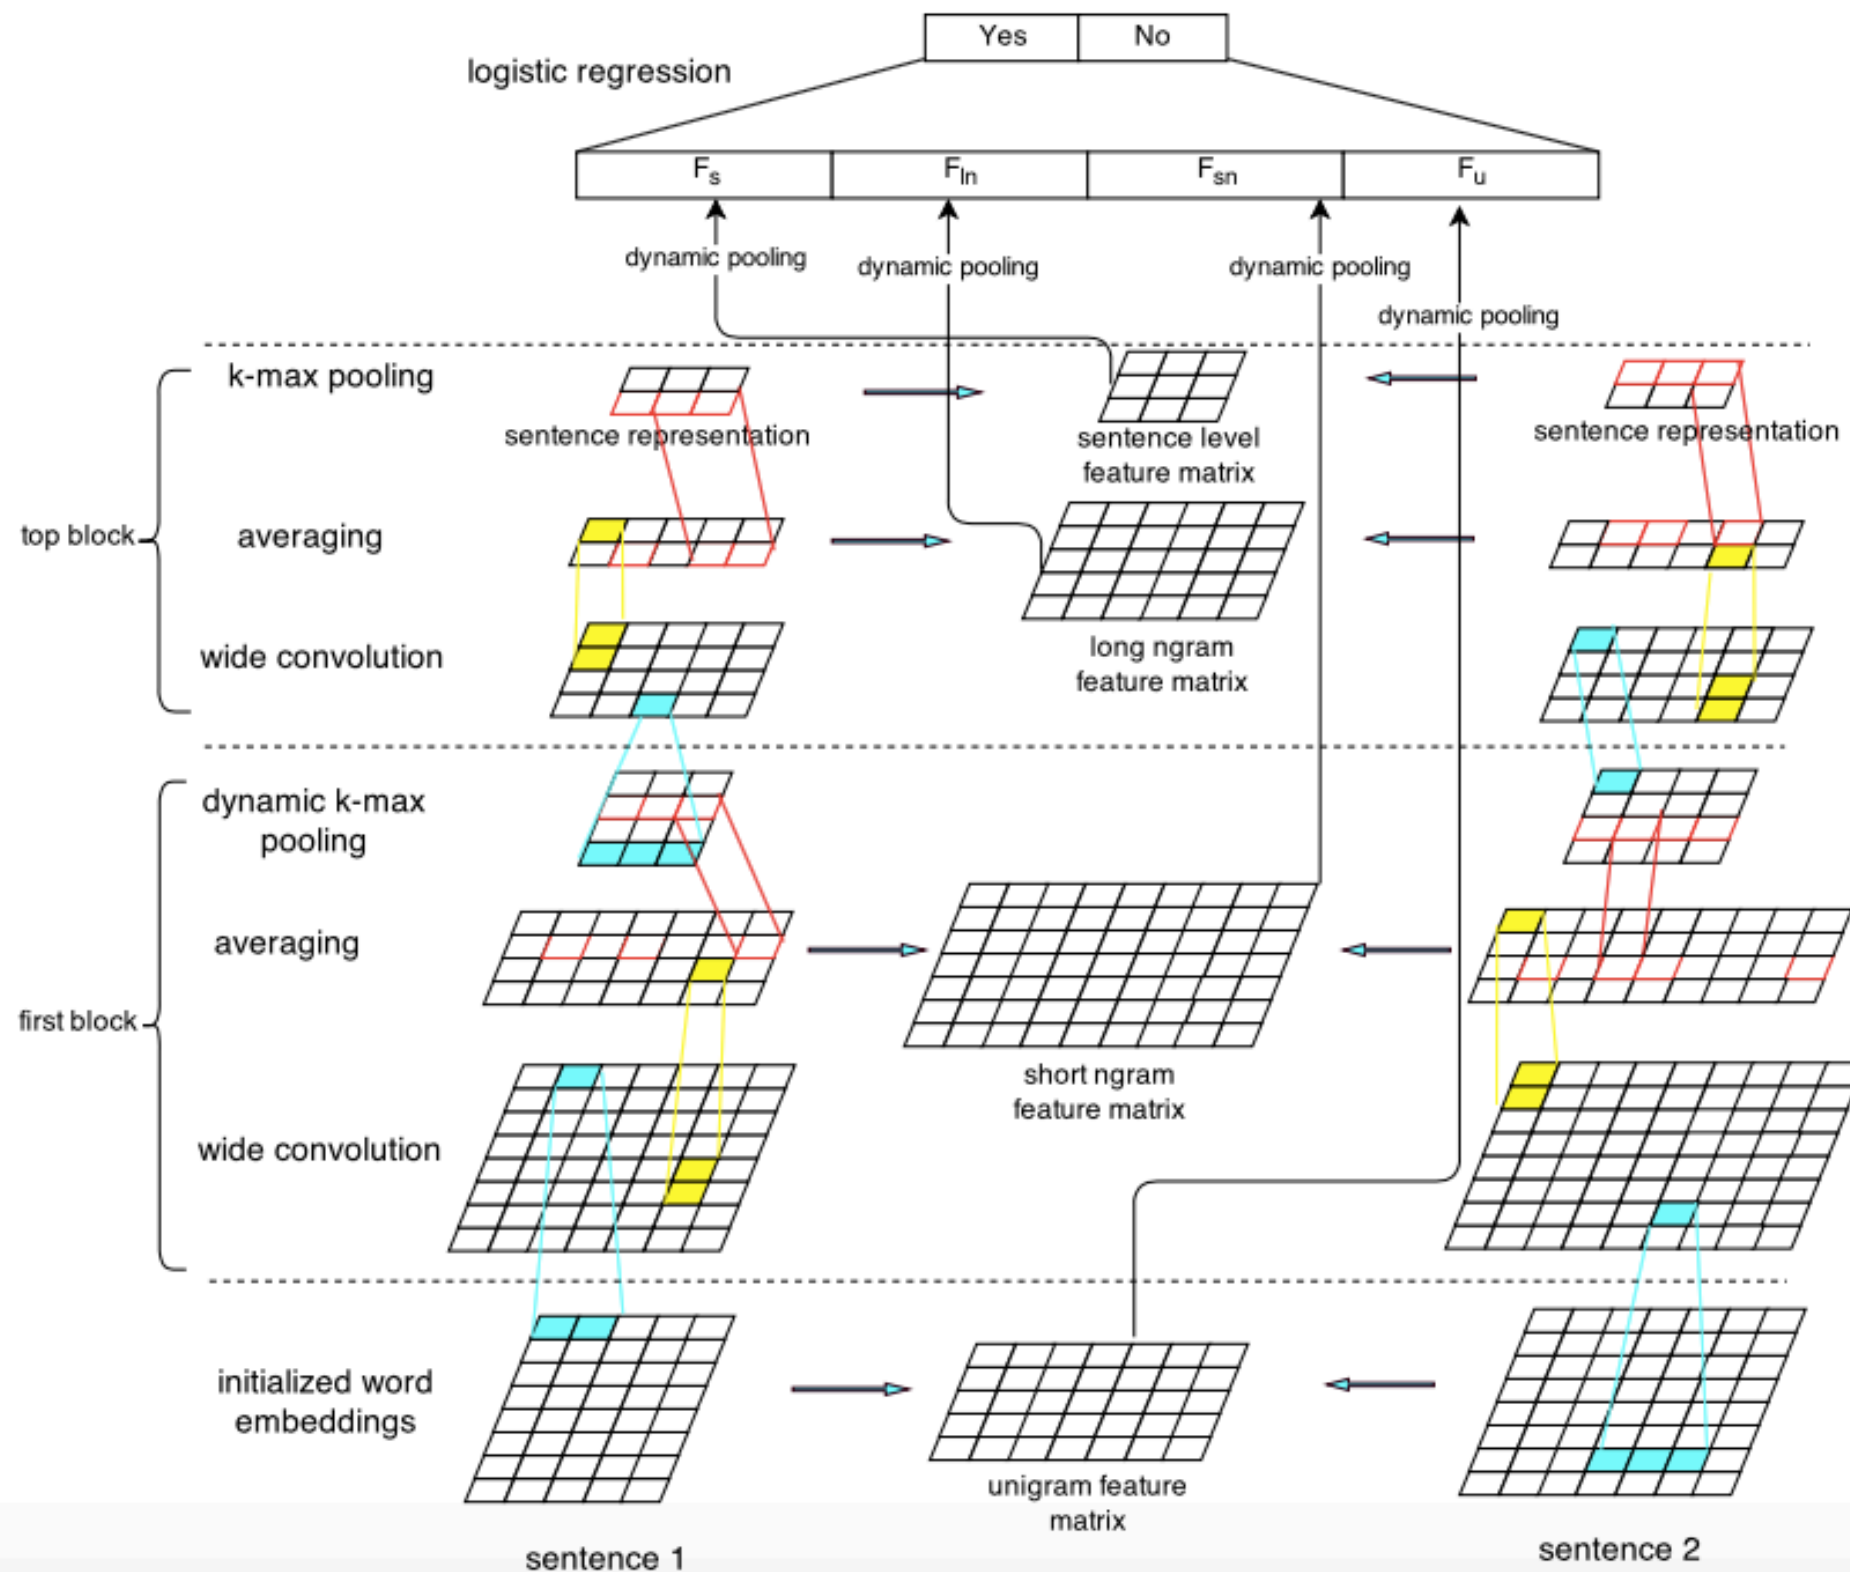 Yes No
logistic regression
Fs Fln Fsn Fu
dynamic pooling
dynamic pooling
dynamic pooling
dynamic pooling
k-max pooling
sentence representation
sentence level
feature matrix
sentence representation
top block
averaging
wide convolution
long ngram
feature matrix
dynamic k-max
pooling
averaging
first block
short ngram
feature matrix
wide convolution
initialized word
embeddings
unigram feature
matrix
sentence 1
sentence 2